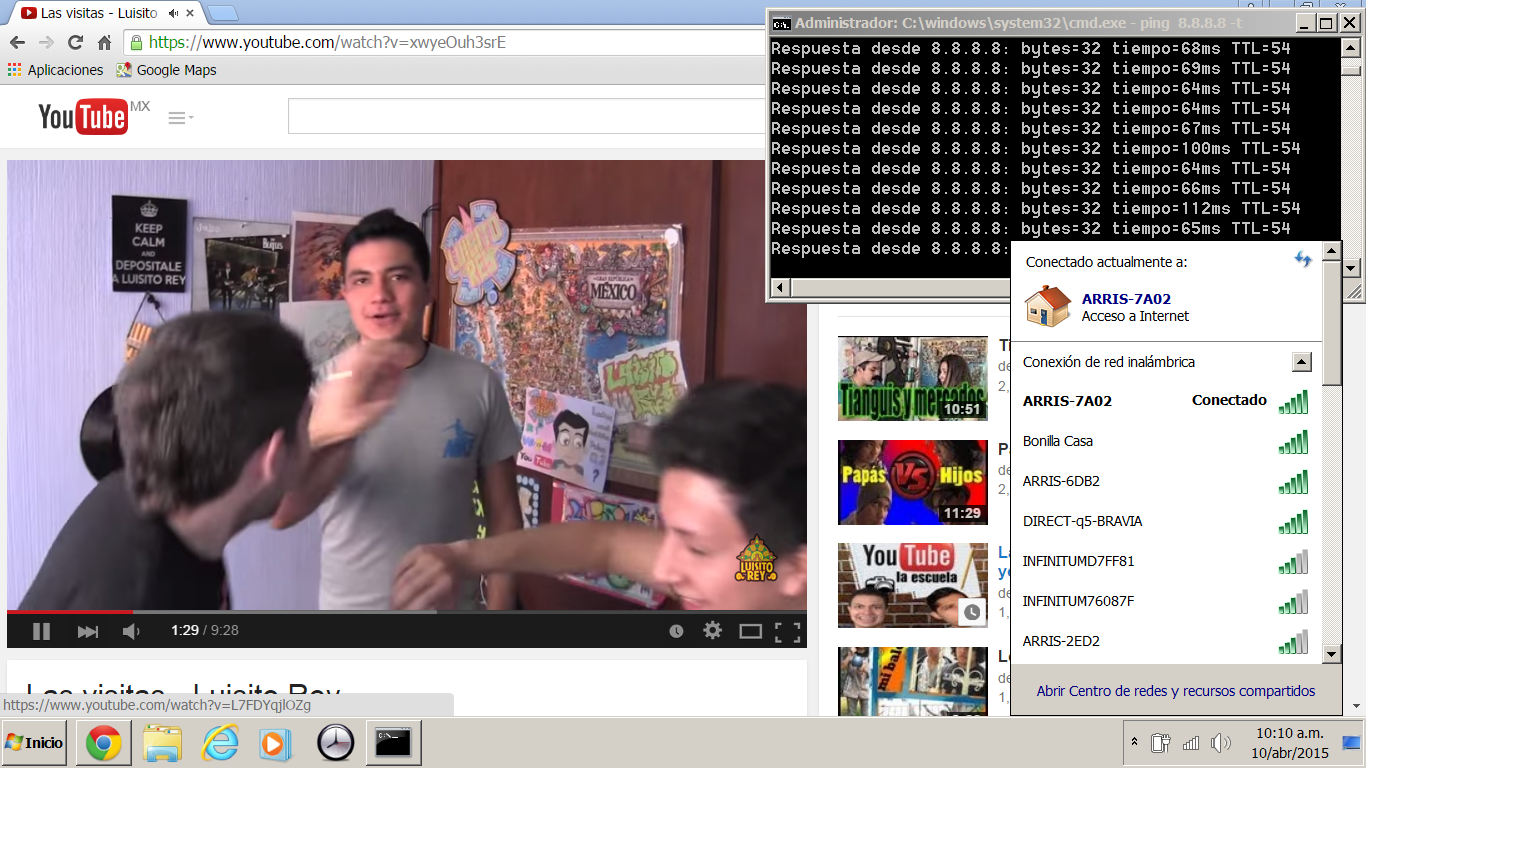 Las visitas - Luisito
https://www.youtube.com/watch?v=xwyeOuh3srE
Aplicaciones
Google Maps
YouTube MX
Administrador: C:\windows\system32\cmd.exe - ping 8.8.8.8 -t
Respuesta desde 8.8.8.8: bytes=32 tiempo=68ms TTL=54
Respuesta desde 8.8.8.8: bytes=32 tiempo=69ms TTL=54
Respuesta desde 8.8.8.8: bytes=32 tiempo=64ms TTL=54
Respuesta desde 8.8.8.8: bytes=32 tiempo=64ms TTL=54
Respuesta desde 8.8.8.8: bytes=32 tiempo=67ms TTL=54
Respuesta desde 8.8.8.8: bytes=32 tiempo=100ms TTL=54
Respuesta desde 8.8.8.8: bytes=32 tiempo=64ms TTL=54
Respuesta desde 8.8.8.8: bytes=32 tiempo=66ms TTL=54
Respuesta desde 8.8.8.8: bytes=32 tiempo=112ms TTL=54
Respuesta desde 8.8.8.8: bytes=32 tiempo=65ms TTL=54
Respuesta desde 8.8.8.8:
KEEP
CALM
AND
DEPOSITALE
A LUISITO REY
MÉXICO
LUISITO
REY
1:29 / 9:28
Las visitas - Luisito Rey
https://www.youtube.com/watch?v=L7FDYqjlOZg
Tianguis y mercados
10:51
Papás VS Hijos
11:29
YouTube
la escuela
mi bal
Conectado actualmente a:
ARRIS-7A02
Acceso a Internet
Conexión de red inalámbrica
ARRIS-7A02 Conectado
Bonilla Casa
ARRIS-6DB2
DIRECT-q5-BRAVIA
INFINITUMD7FF81
INFINITUM76087F
ARRIS-2ED2
Abrir Centro de redes y recursos compartidos
Inicio
10:10 a.m.
10/abr/2015